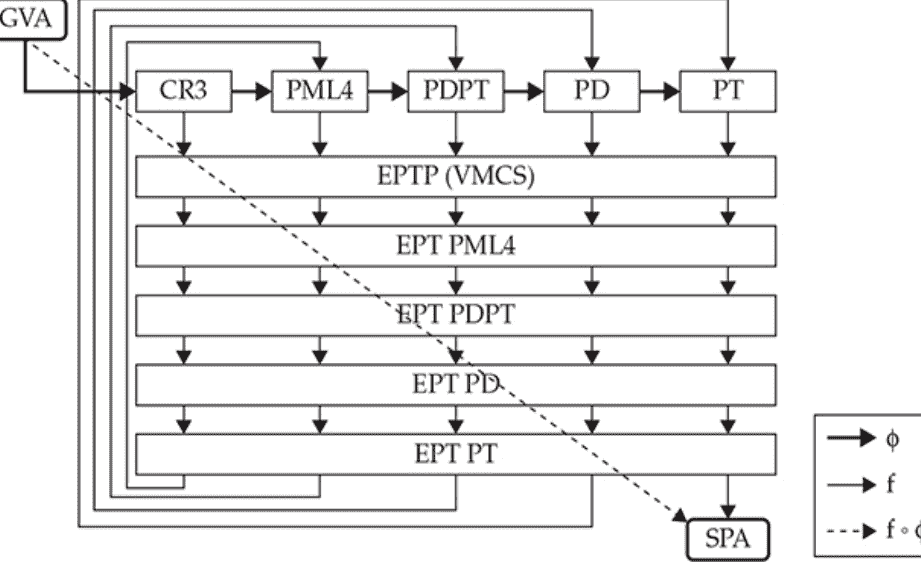 GVA
CR3 PML4 PDPT PD PT
EPTP (VMCS)
EPT PML4
EPT PDPT
EPT PD
EPT PT
SPA
ϕ
f
f ∘ ϕ